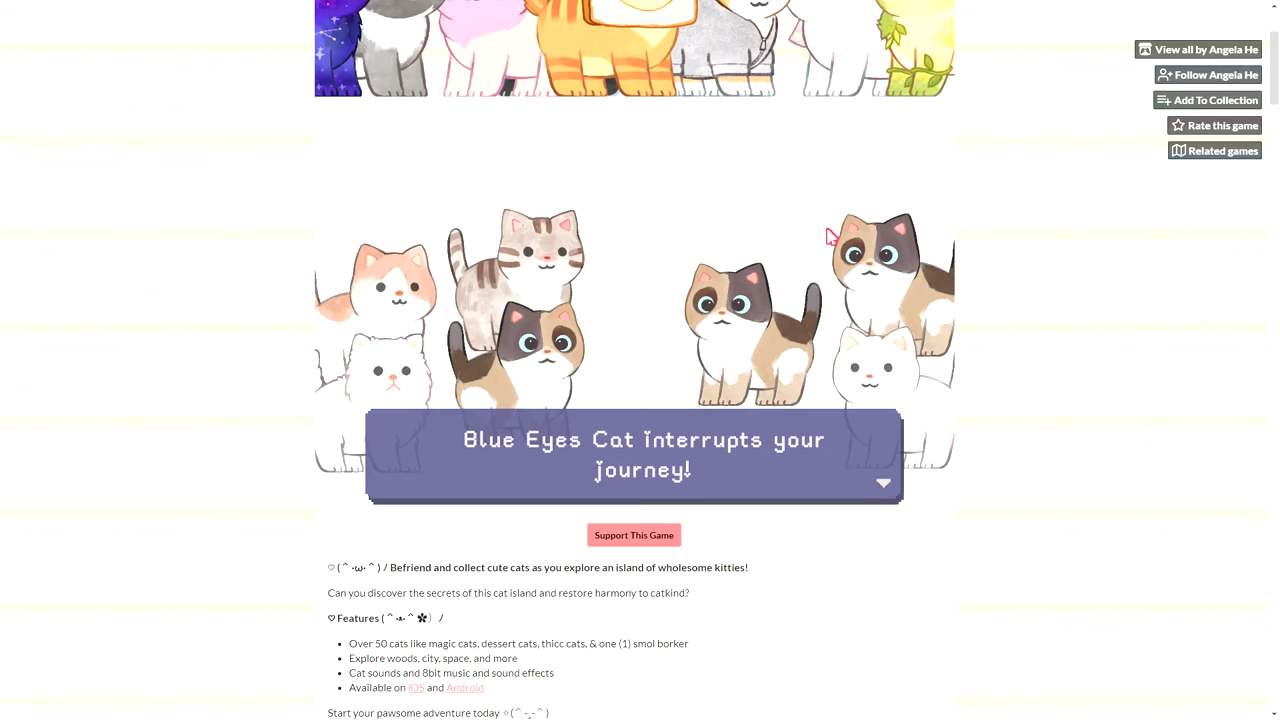 View all by Angela He
Follow Angela He
Add To Collection
Rate this game
Related games
Blue Eyes Cat interrupts your
journey!
Support This Game
♡ ( ^ ·ω· ^ ) / Befriend and collect cute cats as you explore an island of wholesome kitties!
Can you discover the secrets of this cat island and restore harmony to catkind?
♡ Features ( ^ ·ᴥ· ^ ✿) /
Over 50 cats like magic cats, dessert cats, thicc cats, & one (1) smol borker
Explore woods, city, space, and more
Cat sounds and 8bit music and sound effects
Available on iOS and Android
Start your pawsome adventure today ✧( ^ -_- ^ )